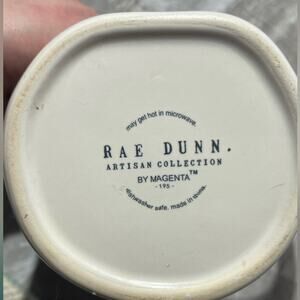 may get hot in microwave.
RAE DUNN.
ARTISAN COLLECTION
BY MAGENTA™
- 195 -
dishwasher safe. made in china.